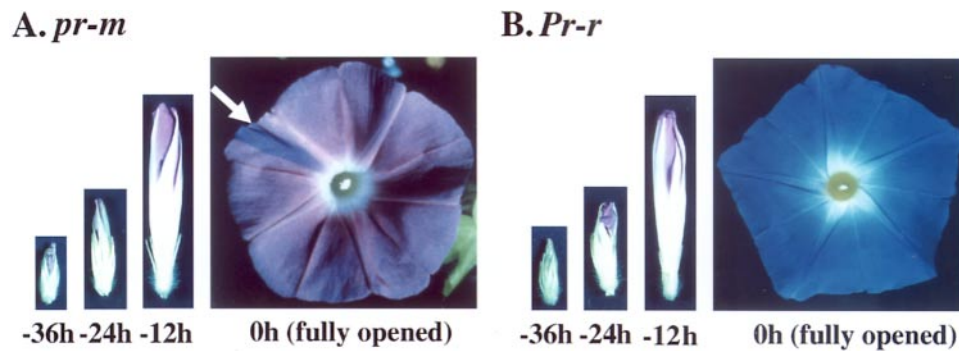 A. pr-m
B. Pr-r
-36h -24h -12h 0h (fully opened)
-36h -24h -12h 0h (fully opened)